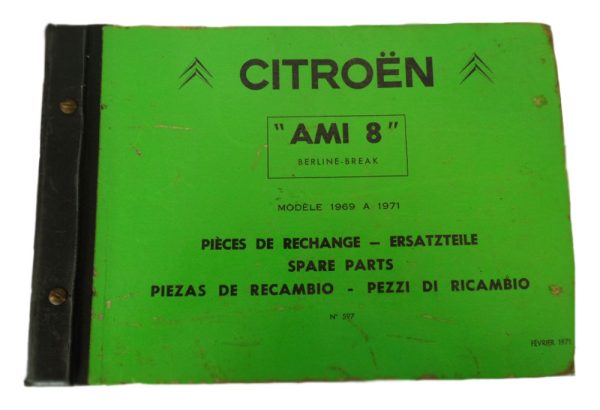 CITROËN
"AMI 8"
BERLINE-BREAK
MODÈLE 1969 A 1971
PIÈCES DE RECHANGE – ERSATZTEILE
SPARE PARTS
PIEZAS DE RECAMBIO - PEZZI DI RICAMBIO
N° 597
FÉVRIER 1971